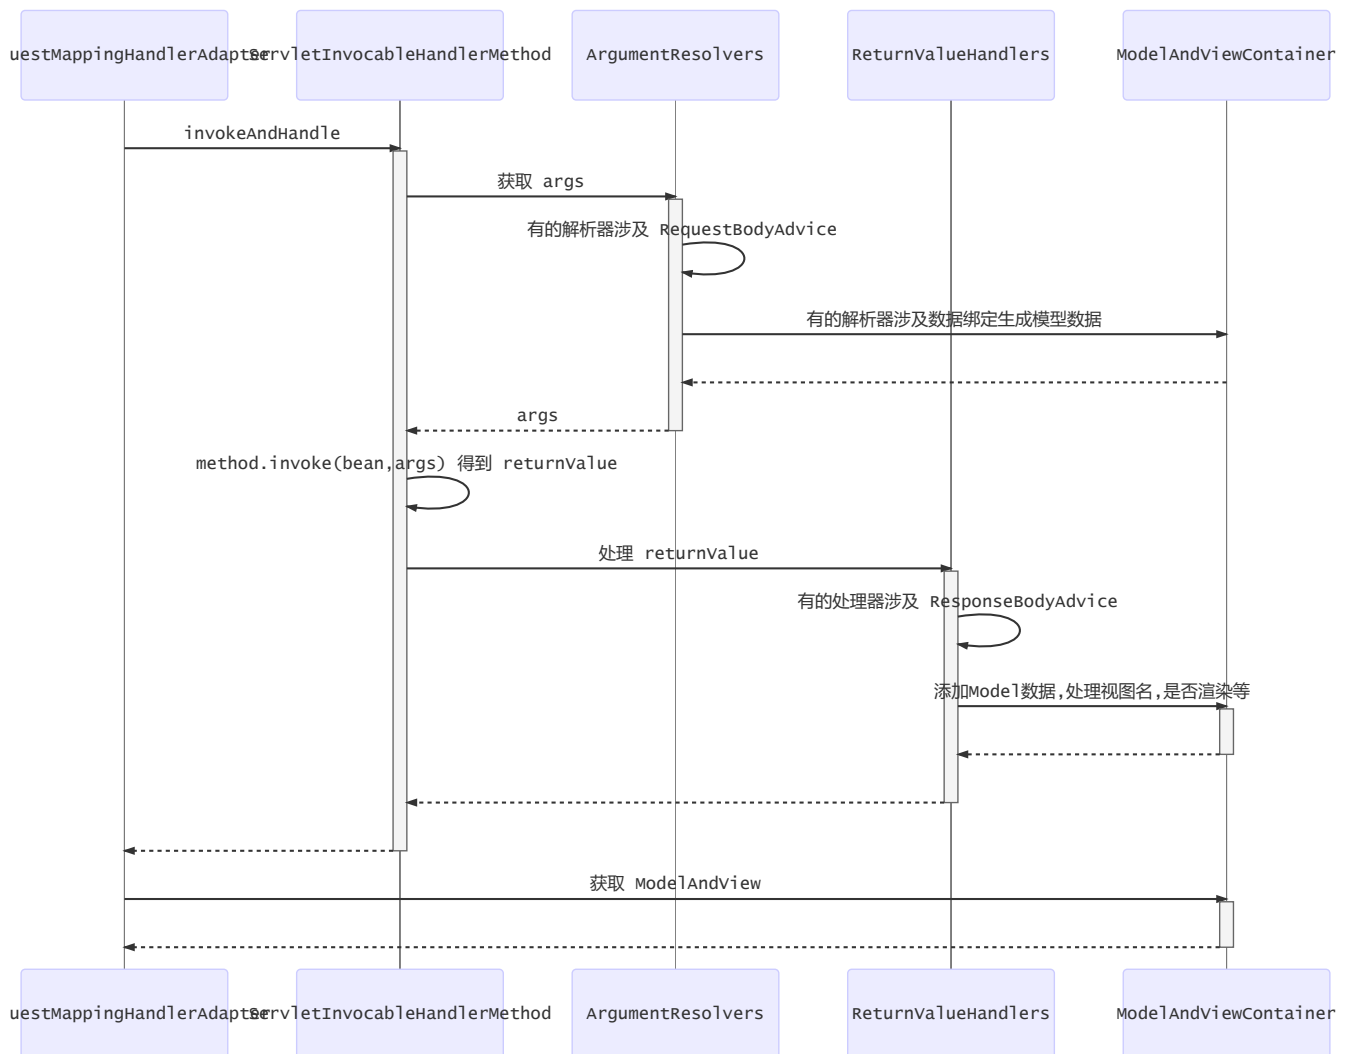 uestMappingHandlerAdapter
ServletInvocableHandlerMethod
ArgumentResolvers
ReturnValueHandlers
ModelAndViewContainer
invokeAndHandle
获取 args
有的解析器涉及 RequestBodyAdvice
有的解析器涉及数据绑定生成模型数据
args
method.invoke(bean,args) 得到 returnValue
处理 returnValue
有的处理器涉及 ResponseBodyAdvice
添加Model数据,处理视图名,是否渲染等
获取 ModelAndView
uestMappingHandlerAdapter
ServletInvocableHandlerMethod
ArgumentResolvers
ReturnValueHandlers
ModelAndViewContainer